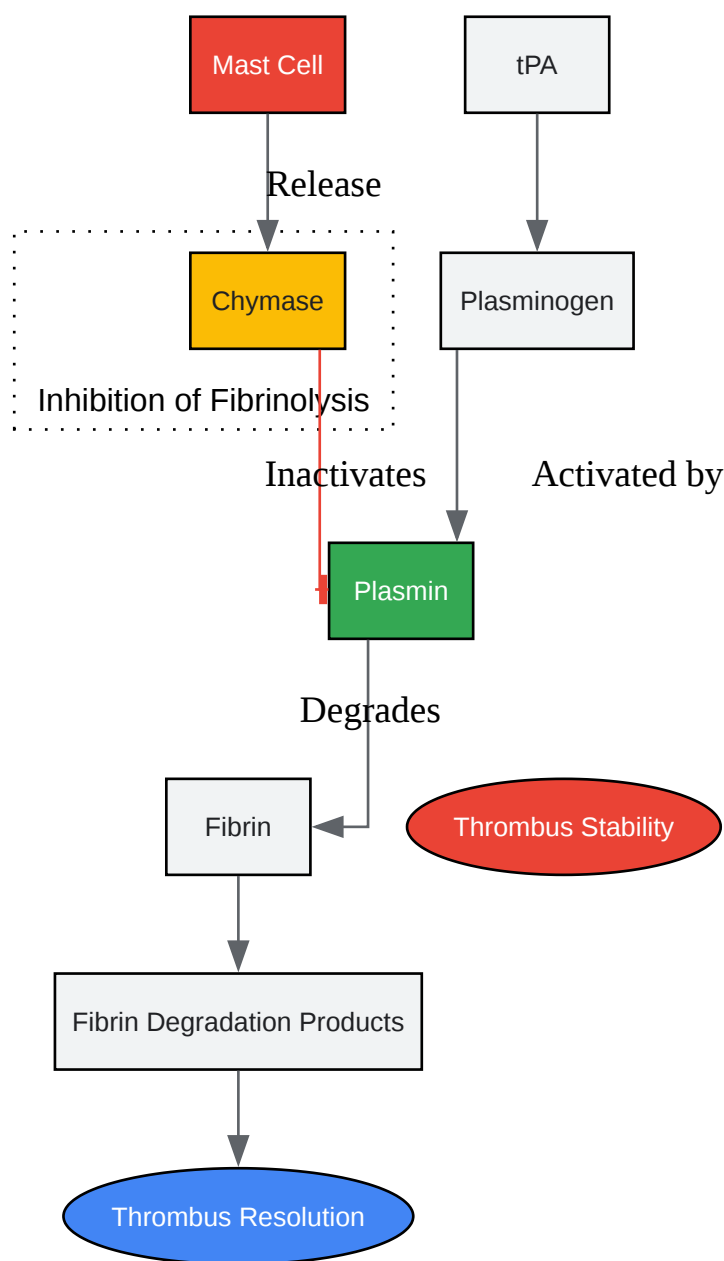 Mast Cell
tPA
Release
Chymase
Plasminogen
Inhibition of Fibrinolysis
Inactivates
Activated by
Plasmin
Degrades
Fibrin
Thrombus Stability
Fibrin Degradation Products
Thrombus Resolution